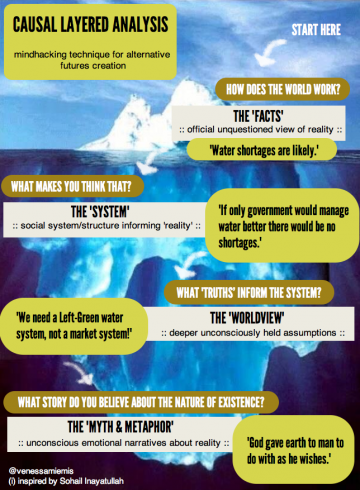 CAUSAL LAYERED ANALYSIS
mindhacking technique for alternative
futures creation
START HERE
HOW DOES THE WORLD WORK?
THE 'FACTS'
:: official unquestioned view of reality ::
'Water shortages are likely.'
WHAT MAKES YOU THINK THAT?
THE 'SYSTEM'
:: social system/structure informing 'reality' ::
'If only government would manage
water better there would be no
shortages.'
WHAT 'TRUTHS' INFORM THE SYSTEM?
THE 'WORLDVIEW'
:: deeper unconsciously held assumptions ::
'We need a Left-Green water
system, not a market system!'
WHAT STORY DO YOU BELIEVE ABOUT THE NATURE OF EXISTENCE?
THE 'MYTH & METAPHOR'
:: unconscious emotional narratives about reality ::
'God gave earth to man to
do with as he wishes.'
@venessamiemis
(i) inspired by Sohail Inayatullah